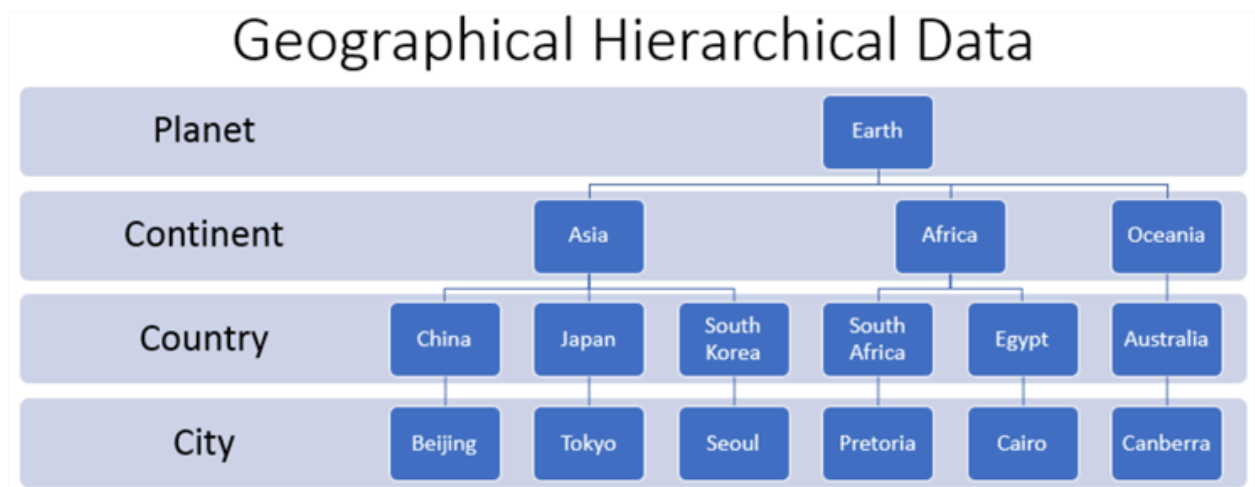 Geographical Hierarchical Data
Planet
Earth
Continent
Asia
Africa
Oceania
Country
China
Japan
South
Korea
South
Africa
Egypt
Australia
City
Beijing
Tokyo
Seoul
Pretoria
Cairo
Canberra